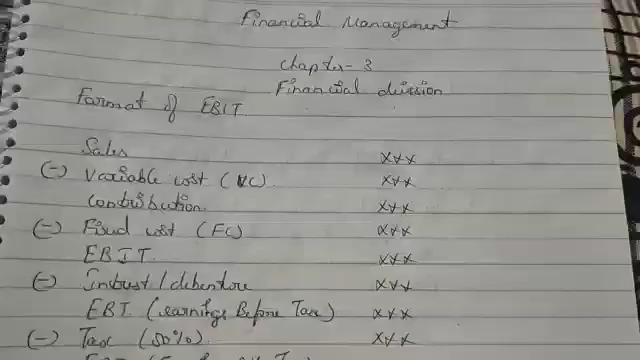 Financial Management
Chapter-3
Financial decision
Format of EBIT
Sales xxx
(-) Variable cost (VC) xxx
Contribution xxx
(-) Fixed cost (FC) xxx
EBIT xxx
(-) Interest/debenture xxx
EBT (earnings Before Tax) xxx
(-) Tax (50%) xxx